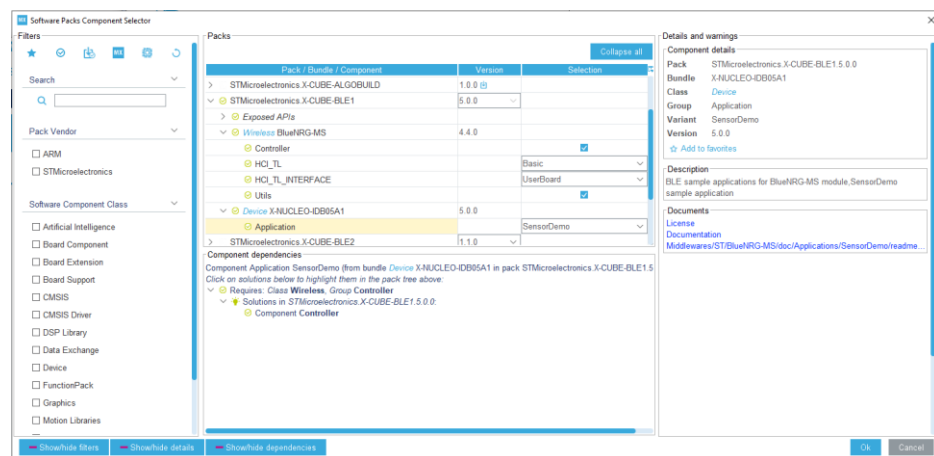 MX Software Packs Component Selector
Filters
MX
Search
Pack Vendor
ARM
STMicroelectronics
Software Component Class
Artificial Intelligence
Board Component
Board Extension
Board Support
CMSIS
CMSIS Driver
DSP Library
Data Exchange
Device
FunctionPack
Graphics
Motion Libraries
Packs
Collapse all
Pack / Bundle / Component Version Selection
STMicroelectronics.X-CUBE-ALGOBUILD 1.0.0
STMicroelectronics.X-CUBE-BLE1 5.0.0
Exposed APIs
Wireless BlueNRG-MS 4.4.0
Controller
HCI_TL Basic
HCI_TL_INTERFACE UserBoard
Utils
Device X-NUCLEO-IDB05A1 5.0.0
Application SensorDemo
STMicroelectronics.X-CUBE-BLE2 1.1.0
Component dependencies
Component Application SensorDemo (from bundle Device X-NUCLEO-IDB05A1 in pack STMicroelectronics.X-CUBE-BLE1.5
Click on solutions below to highlight them in the pack tree above:
Requires: Class Wireless, Group Controller
Solutions in STMicroelectronics.X-CUBE-BLE1.5.0.0:
Component Controller
Details and warnings
Component details
Pack STMicroelectronics.X-CUBE-BLE1.5.0.0
Bundle X-NUCLEO-IDB05A1
Class Device
Group Application
Variant SensorDemo
Version 5.0.0
Add to favorites
Description
BLE sample applications for BlueNRG-MS module,SensorDemo
sample application
Documents
License
Documentation
Middlewares/ST/BlueNRG-MS/doc/Applications/SensorDemo/readme...
Show/hide filters
Show/hide details
Show/hide dependencies
Ok
Cancel